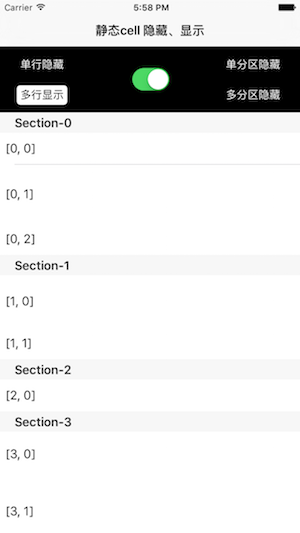 Carrier 5:58 PM
静态cell 隐藏、显示
单行隐藏 单分区隐藏
多行显示 多分区隐藏
Section-0
[0, 0]
[0, 1]
[0, 2]
Section-1
[1, 0]
[1, 1]
Section-2
[2, 0]
Section-3
[3, 0]
[3, 1]